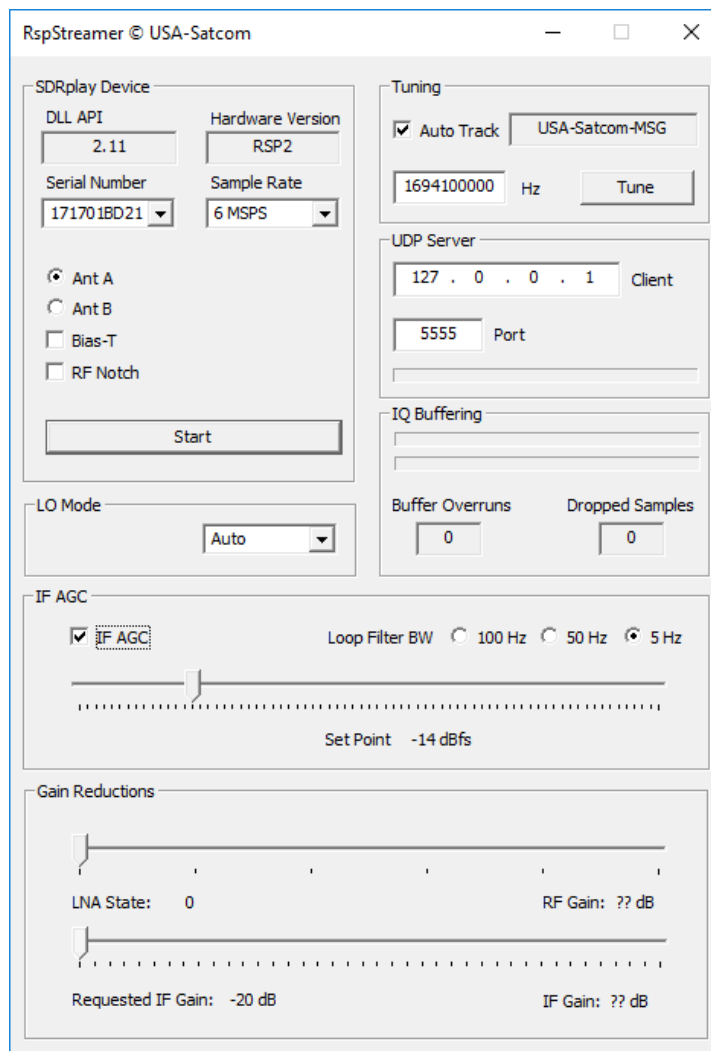 RspStreamer © USA-Satcom
SDRplay Device
DLL API
Hardware Version
2.11
RSP2
Serial Number
Sample Rate
171701BD21
6 MSPS
Ant A
Ant B
Bias-T
RF Notch
Start
LO Mode
Auto
Tuning
Auto Track
USA-Satcom-MSG
1694100000 Hz
Tune
UDP Server
127 . 0 . 0 . 1 Client
5555 Port
IQ Buffering
Buffer Overruns
Dropped Samples
0
0
IF AGC
IF AGC
Loop Filter BW 100 Hz 50 Hz 5 Hz
Set Point -14 dBfs
Gain Reductions
LNA State: 0
RF Gain: ?? dB
Requested IF Gain: -20 dB
IF Gain: ?? dB